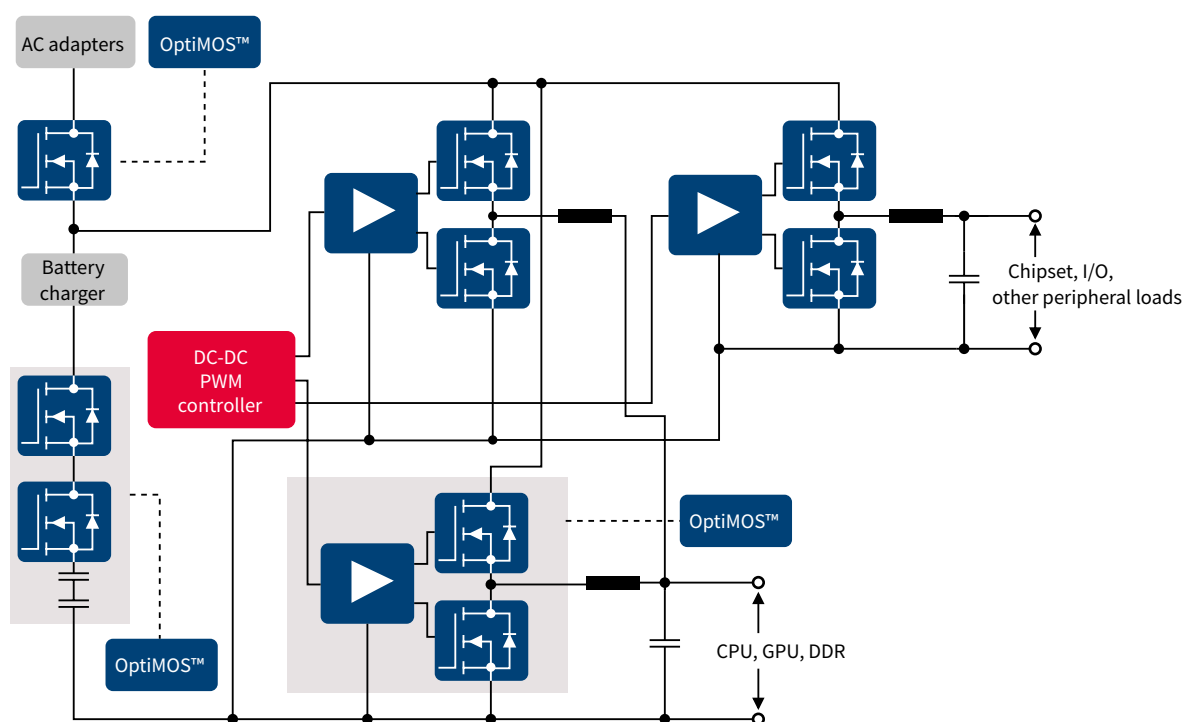 AC adapters
OptiMOS™
Battery
charger
DC-DC
PWM
controller
Chipset, I/O,
other peripheral loads
OptiMOS™
OptiMOS™
CPU, GPU, DDR